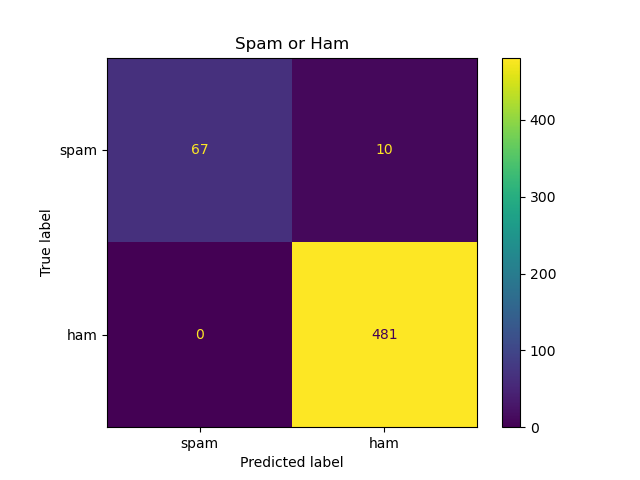 Spam or Ham
spam
67
10
ham
0
481
spam
ham
True label
Predicted label
400
300
200
100
0